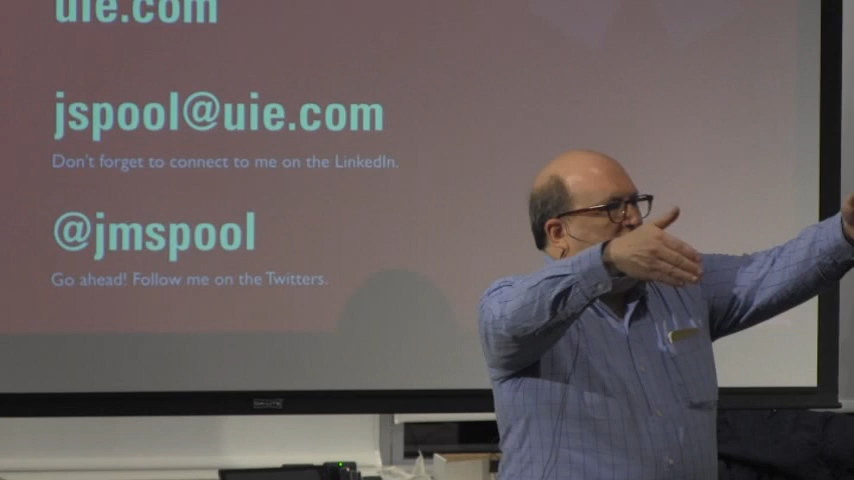 uie.com
jspool@uie.com
Don't forget to connect to me on the LinkedIn.
@jmspool
Go ahead! Follow me on the Twitters.